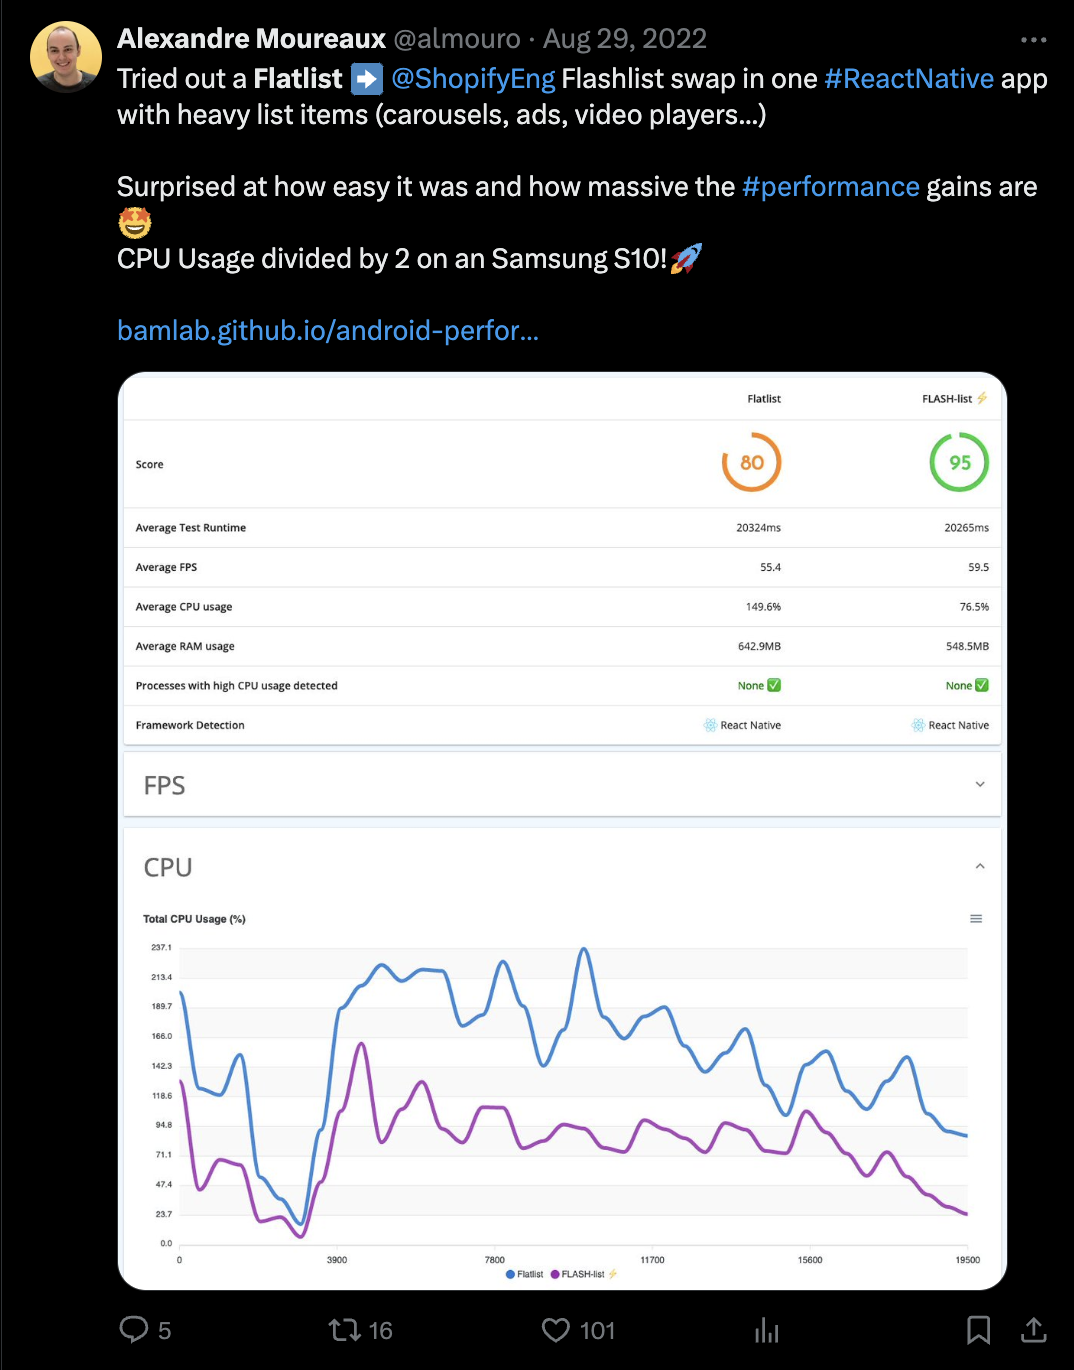 Alexandre Moureaux @almouro · Aug 29, 2022
Tried out a Flatlist ➡️ @ShopifyEng Flashlist swap in one #ReactNative app
with heavy list items (carousels, ads, video players...)
Surprised at how easy it was and how massive the #performance gains are
🤩
CPU Usage divided by 2 on an Samsung S10!🚀
bamlab.github.io/android-perfor...
Flatlist FLASH-list ⚡
Score 80 95
Average Test Runtime 20324ms 20265ms
Average FPS 55.4 59.5
Average CPU usage 149.6% 76.5%
Average RAM usage 642.9MB 548.5MB
Processes with high CPU usage detected None ✅ None ✅
Framework Detection React Native React Native
FPS
CPU
Total CPU Usage (%)
237.1
213.4
189.7
166.0
142.3
118.6
94.8
71.1
47.4
23.7
0.0
0 3900 7800 11700 15600 19500
Flatlist FLASH-list ⚡
5 16 101